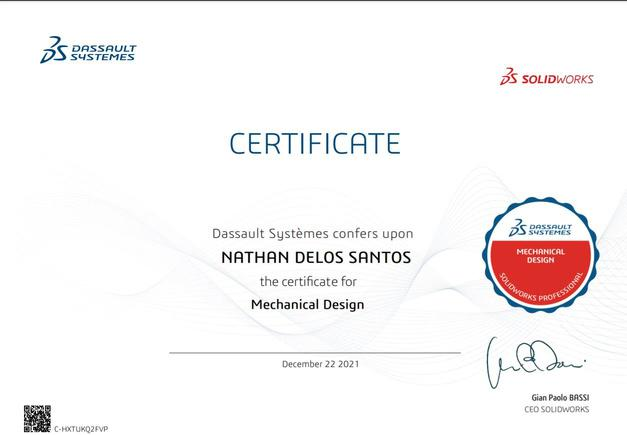 DASSAULT
SYSTEMES
SOLIDWORKS
CERTIFICATE
Dassault Systèmes confers upon
NATHAN DELOS SANTOS
the certificate for
Mechanical Design
DASSAULT
SYSTEMES
MECHANICAL
DESIGN
SOLIDWORKS PROFESSIONAL
December 22 2021
Gian Paolo BASSI
CEO SOLIDWORKS
C-HXTUKQ2FVP